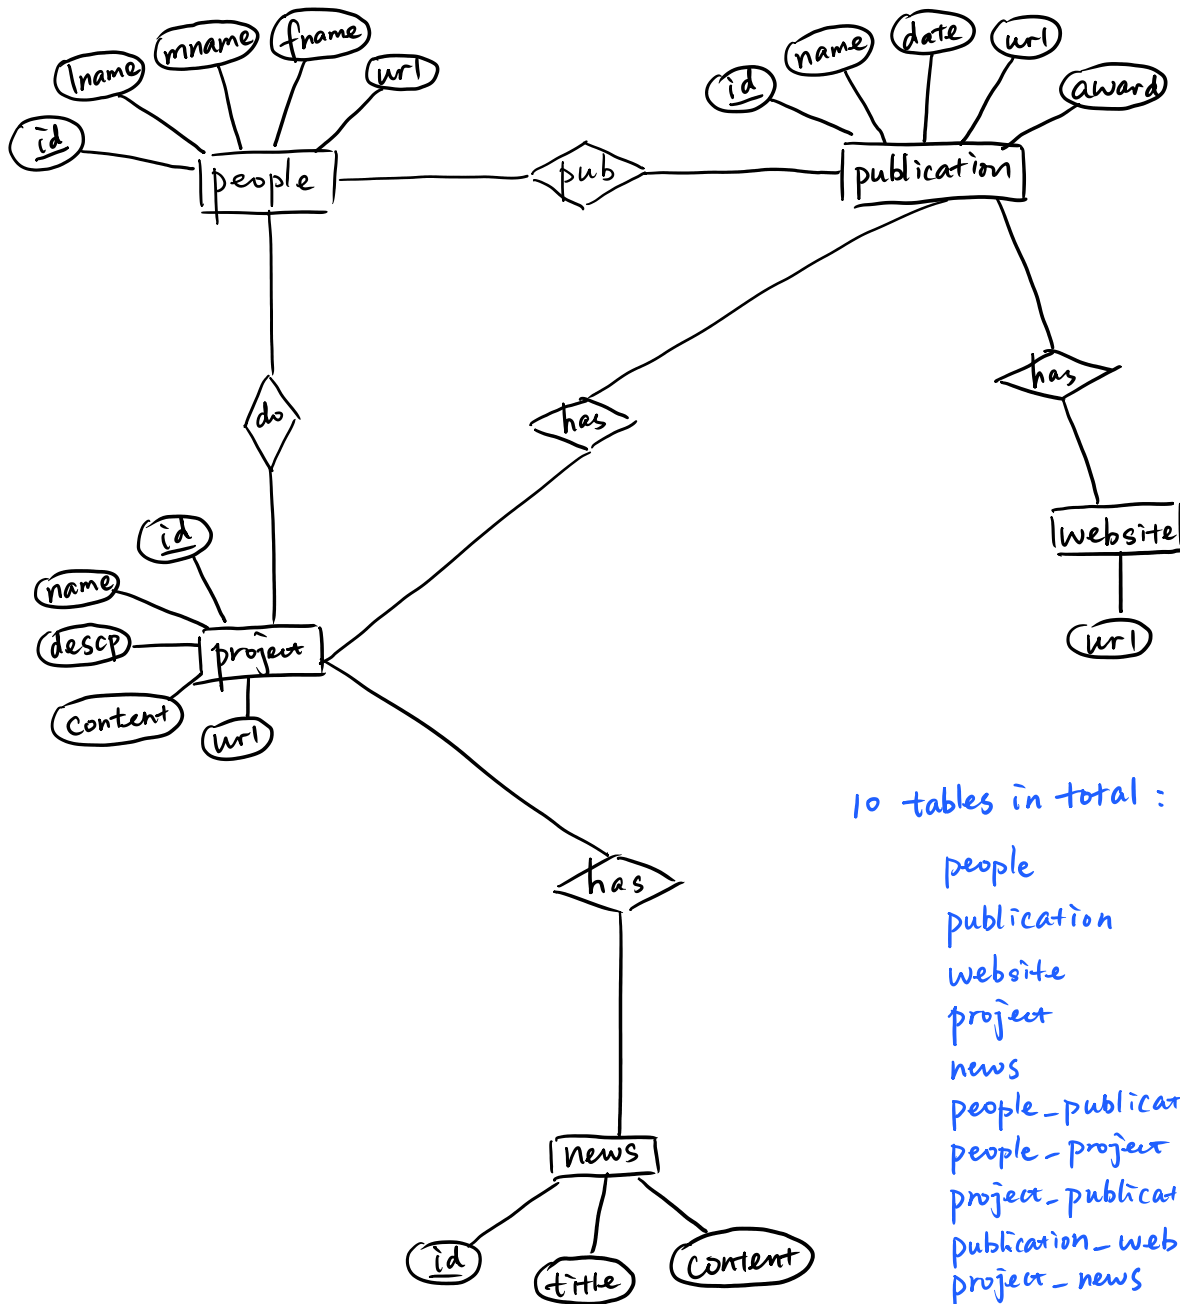 lname
mname
fname
url
id
people
pub
id
name
date
url
award
publication
do
has
has
website
url
id
name
descp
content
url
project
has
news
id
title
content
10 tables in total :
people
publication
website
project
news
people_publicat
people_project
project_publicat
publication_web
project_news